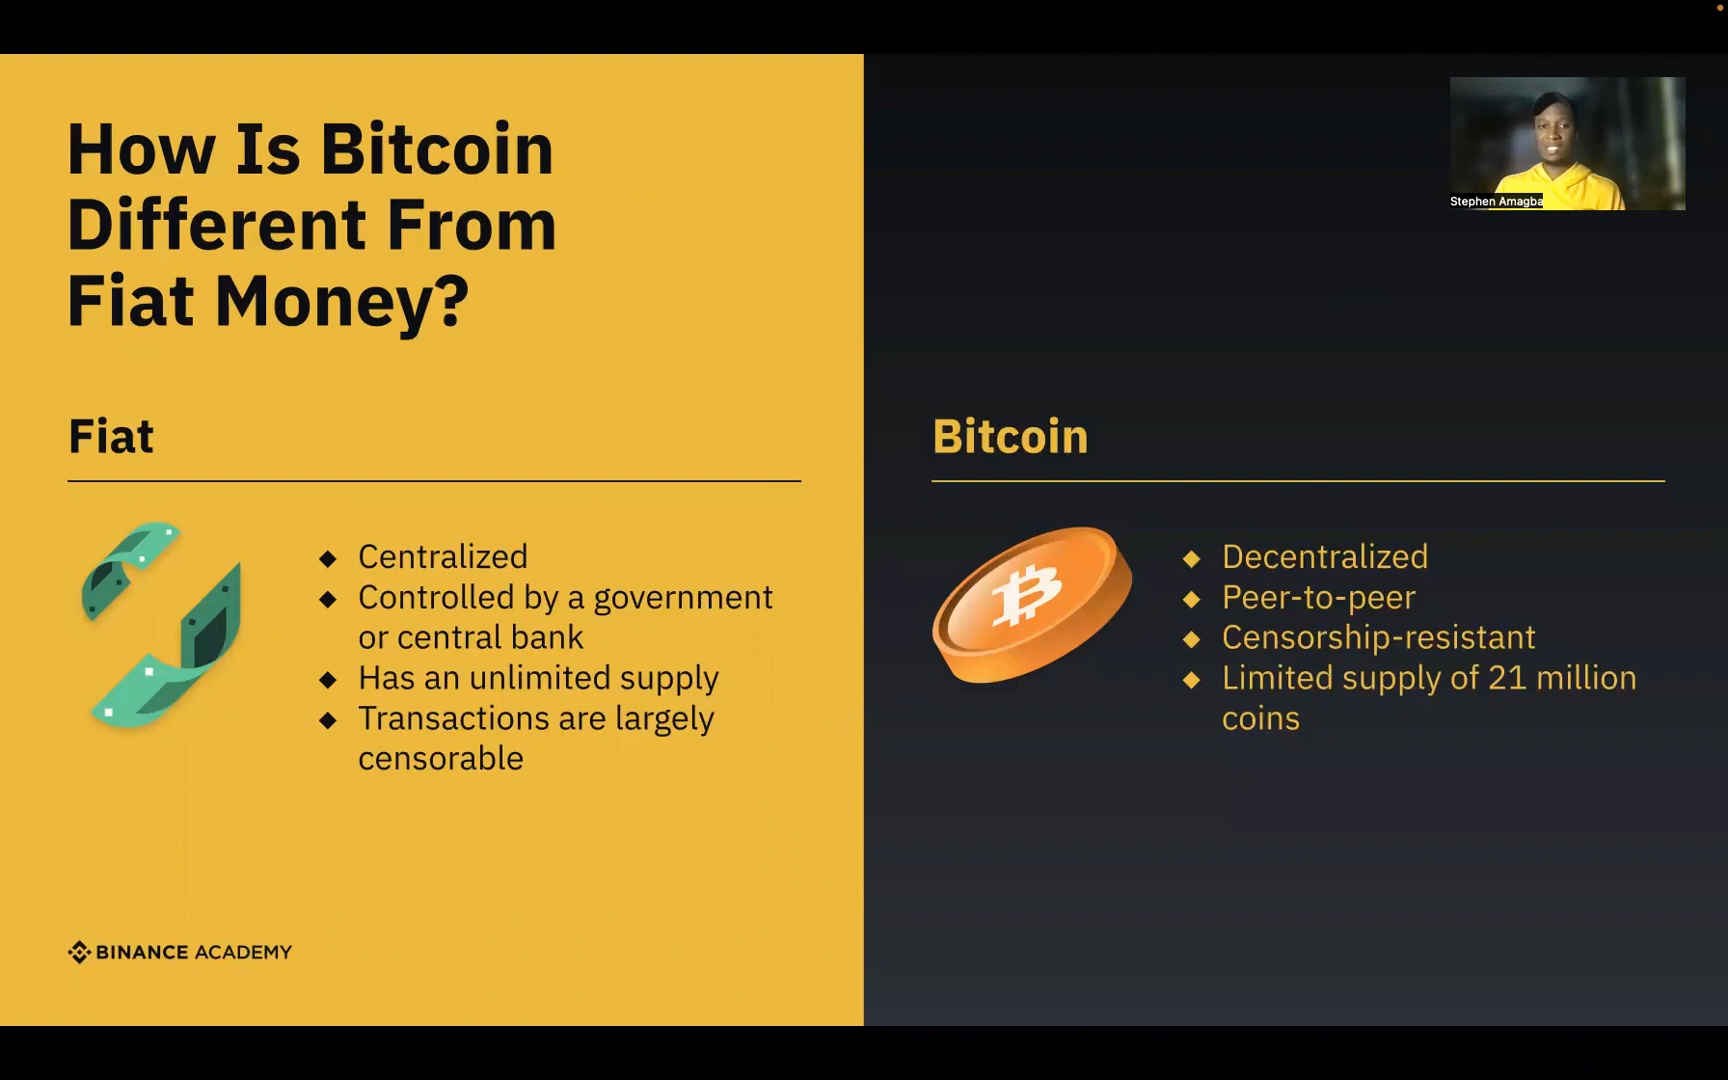 How Is Bitcoin
Different From
Fiat Money?
Stephen Amagba
Fiat
◆ Centralized
◆ Controlled by a government
or central bank
◆ Has an unlimited supply
◆ Transactions are largely
censorable
Bitcoin
◆ Decentralized
◆ Peer-to-peer
◆ Censorship-resistant
◆ Limited supply of 21 million
coins
BINANCE ACADEMY